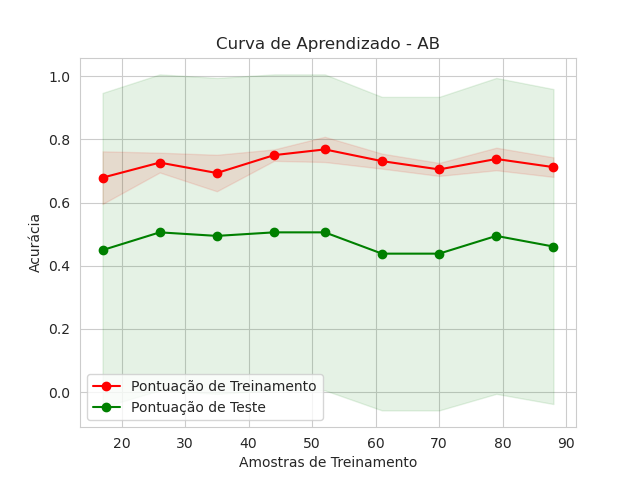 Curva de Aprendizado - AB
Acurácia
1.0
0.8
0.6
0.4
0.2
0.0
Pontuação de Treinamento
Pontuação de Teste
20 30 40 50 60 70 80 90
Amostras de Treinamento